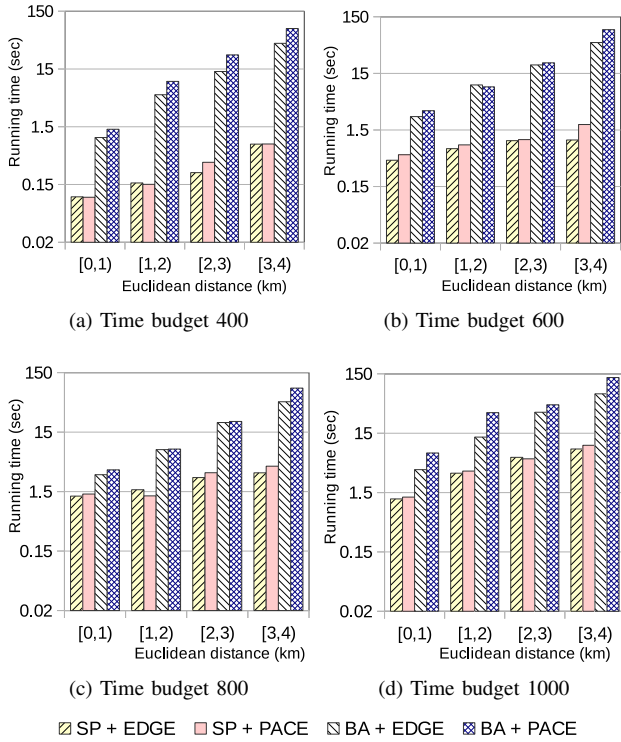 150
15
1.5
0.15
0.02
Running time (sec)
[0,1) [1,2) [2,3) [3,4)
Euclidean distance (km)
(a) Time budget 400
150
15
1.5
0.15
0.02
Running time (sec)
[0,1) [1,2) [2,3) [3,4)
Euclidean distance (km)
(b) Time budget 600
150
15
1.5
0.15
0.02
Running time (sec)
[0,1) [1,2) [2,3) [3,4)
Euclidean distance (km)
(c) Time budget 800
150
15
1.5
0.15
0.02
Running time (sec)
[0,1) [1,2) [2,3) [3,4)
Euclidean distance (km)
(d) Time budget 1000
SP + EDGE SP + PACE BA + EDGE BA + PACE